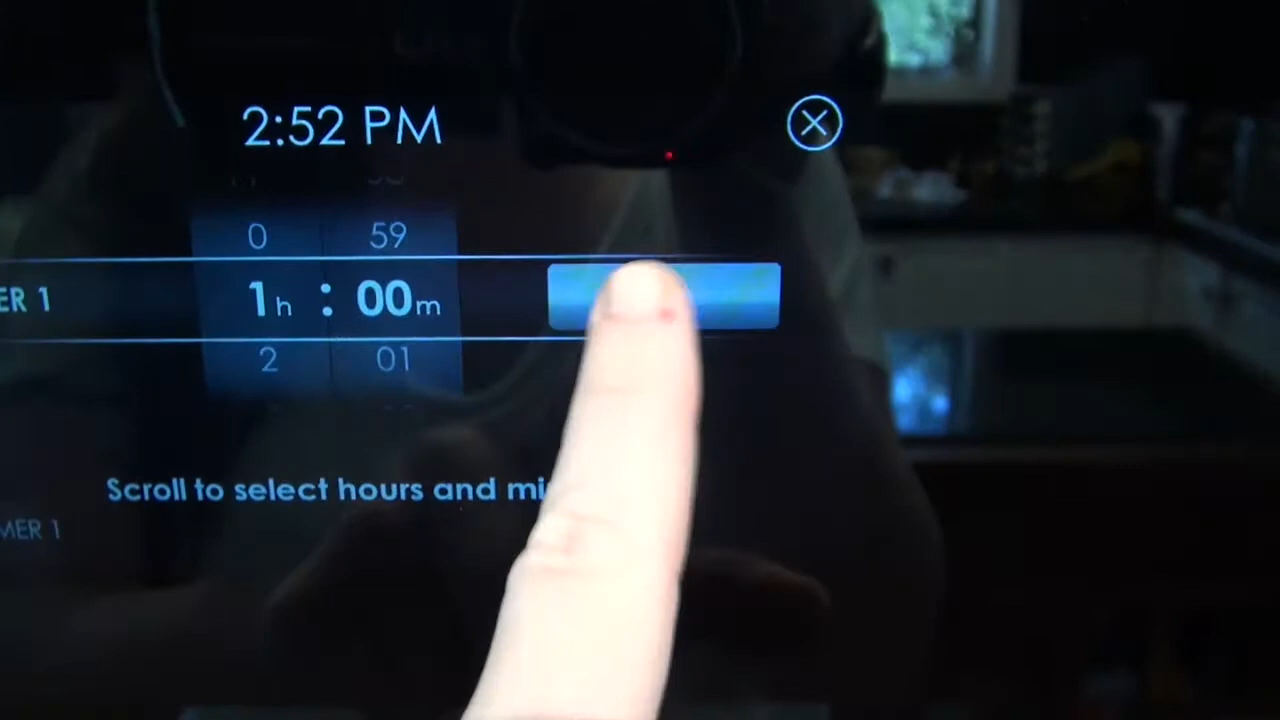 2:52 PM
0 59
ER 1 1h : 00m
2 01
Scroll to select hours and mi
MER 1